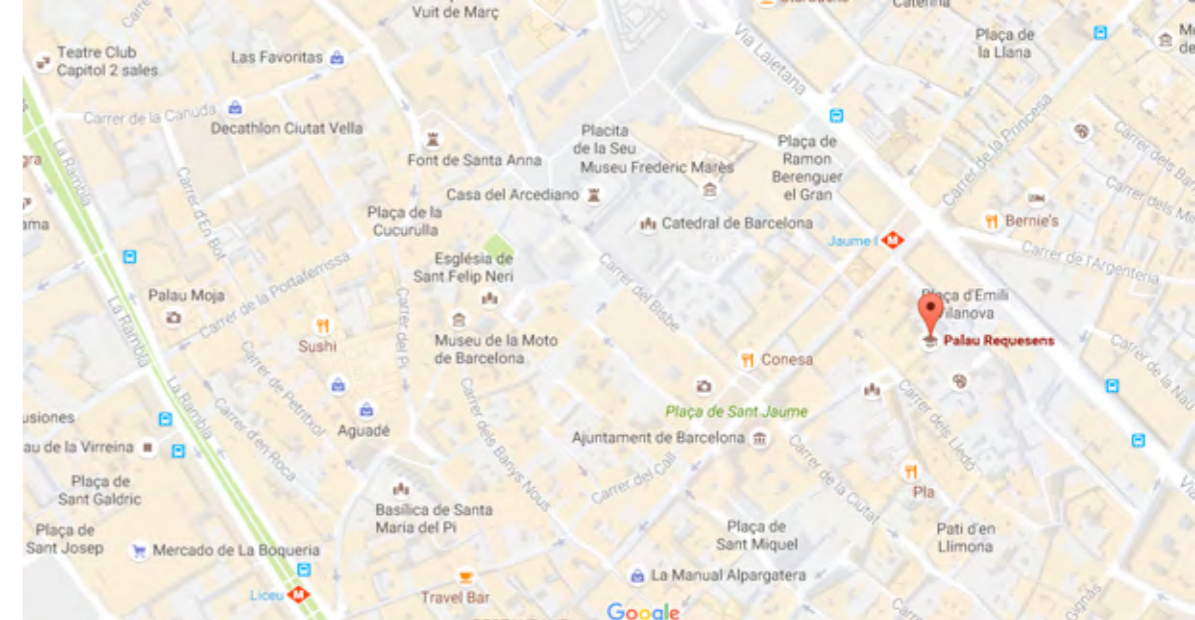 Vuit de Març
Caterina
Teatre Club
Capitol 2 sales
Las Favoritas
Via Laietana
Plaça de
la Llana
Carrer de la Canuda
Decathlon Ciutat Vella
Carrer de la Princesa
La Rambla
Font de Santa Anna
Placita
de la Seu
Museu Frederic Marès
Plaça de
Ramon
Berenguer
el Gran
Casa del Arcediano
Carrer d'En Bot
Plaça de la
Cucurulla
Catedral de Barcelona
Jaume I
Bernie's
Carrer de l'Argenteria
Església de
Sant Felip Neri
Carrer de la Portaferrissa
Carrer del Bisbe
Palau Moja
Plaça d'Emili
Vilanova
La Rambla
Carrer del Pi
Sushi
Museu de la Moto
de Barcelona
Palau Requesens
Conesa
Carrer de Petritxol
La Rambla
Carrer d'en Roca
Plaça de Sant Jaume
Carrer dels Banys Nous
Aguadé
Ajuntament de Barcelona
Carrer dels Lledó
au de la Virreina
Carrer del Call
Carrer de la Ciutat
Plaça de
Sant Galdric
Pla
Basílica de Santa
Maria del Pi
Plaça de
Sant Josep
Mercado de La Boqueria
Plaça de
Sant Miquel
Pati d'en
Llimona
La Manual Alpargatera
Liceu
Travel Bar
Google